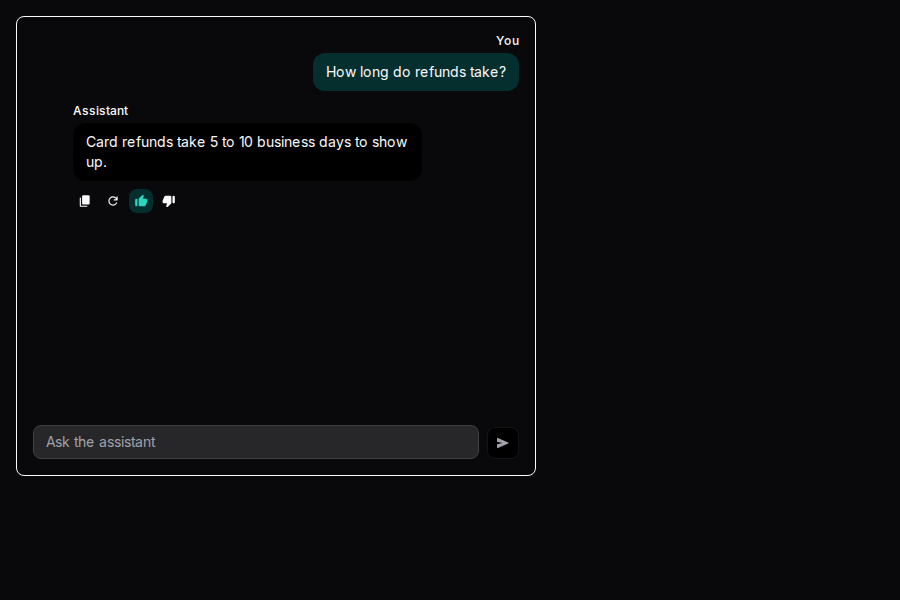 You
How long do refunds take?
Assistant
Card refunds take 5 to 10 business days to show
up.
Ask the assistant